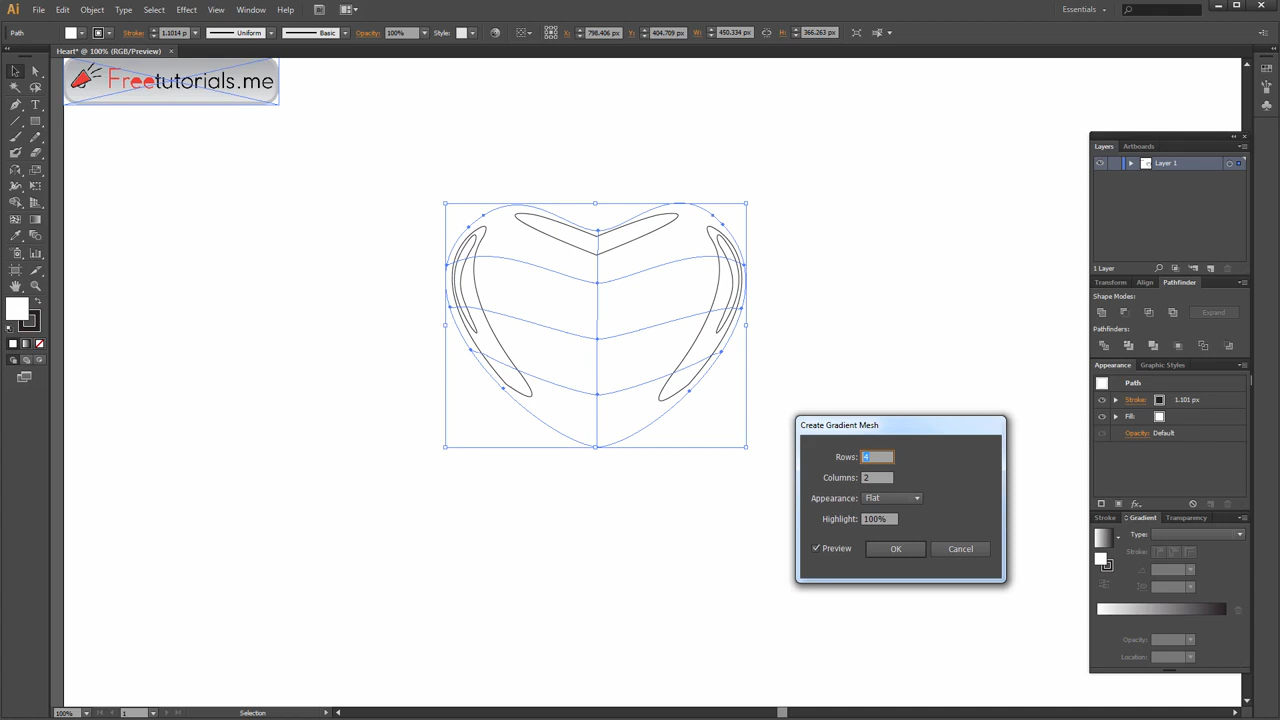 Ai File Edit Object Type Select Effect View Window Help Br Essentials
Path Stroke: 1.1014 p Uniform Basic Opacity: 100% Style: X: 798.406 px Y: 404.709 px W: 450.334 px H: 366.263 px
Heart* @ 100% (RGB/Preview) ×
Freetutorials.me
Layers Artboards
Layer 1
1 Layer
Transform Align Pathfinder
Shape Modes:
Expand
Pathfinders:
Appearance Graphic Styles
Path
Stroke: 1.101 px
Fill:
Opacity: Default
fx
Stroke Gradient Transparency
Type:
Stroke:
Opacity:
Location:
Create Gradient Mesh
Rows: 4
Columns: 2
Appearance: Flat
Highlight: 100%
Preview OK Cancel
100% 1 Selection